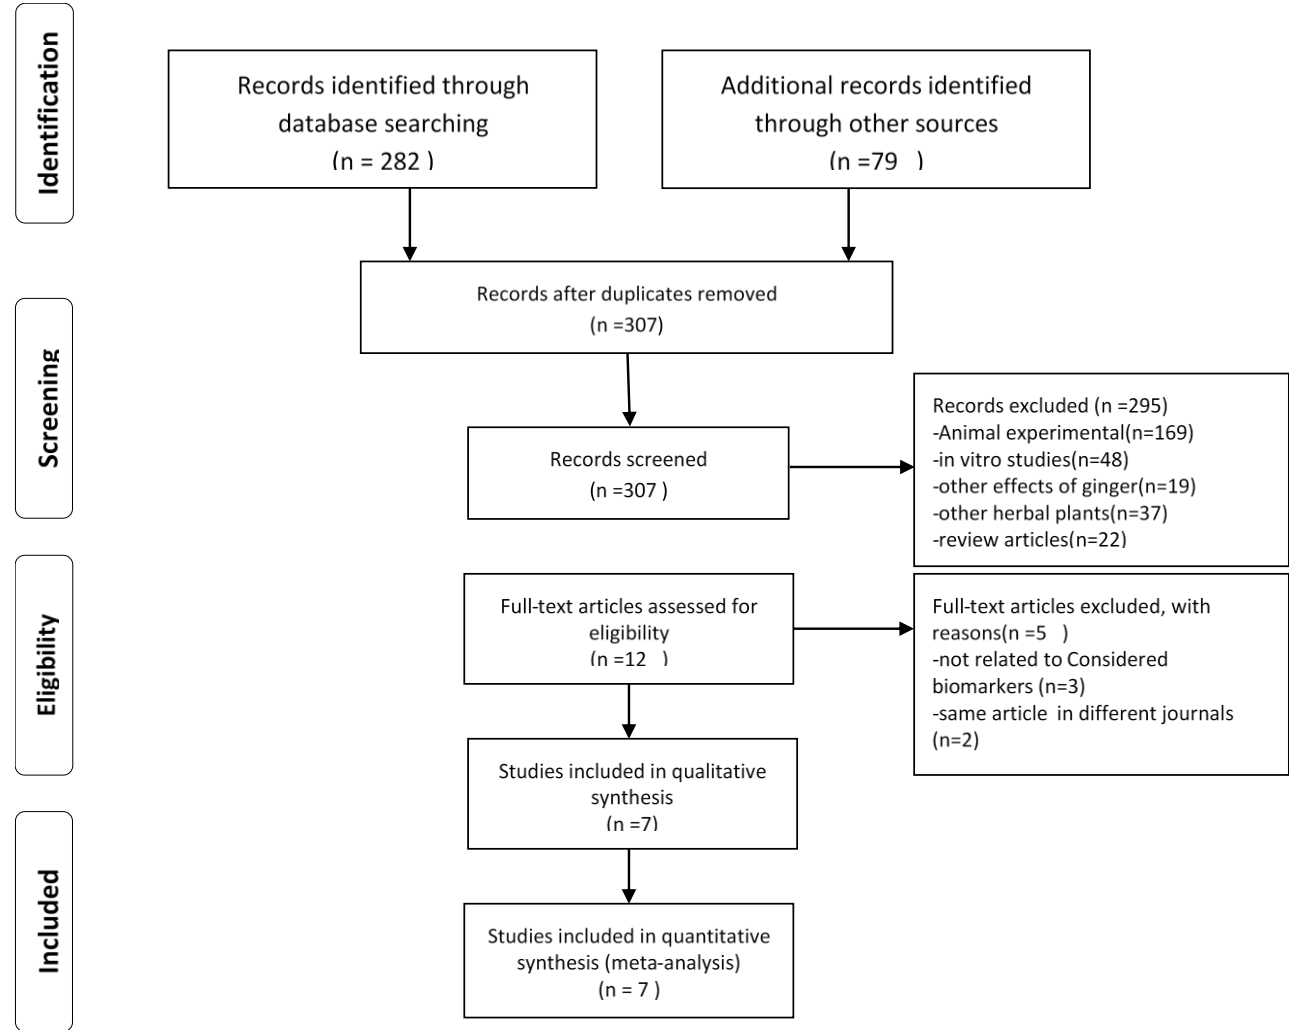 Identification
Records identified through
database searching
(n = 282 )
Additional records identified
through other sources
(n =79 )
Records after duplicates removed
(n =307)
Screening
Records screened
(n =307 )
Records excluded (n =295)
-Animal experimental(n=169)
-in vitro studies(n=48)
-other effects of ginger(n=19)
-other herbal plants(n=37)
-review articles(n=22)
Eligibility
Full-text articles assessed for
eligibility
(n =12 )
Full-text articles excluded, with
reasons(n =5 )
-not related to Considered
biomarkers (n=3)
-same article in different journals
(n=2)
Studies included in qualitative
synthesis
(n =7)
Included
Studies included in quantitative
synthesis (meta-analysis)
(n = 7 )